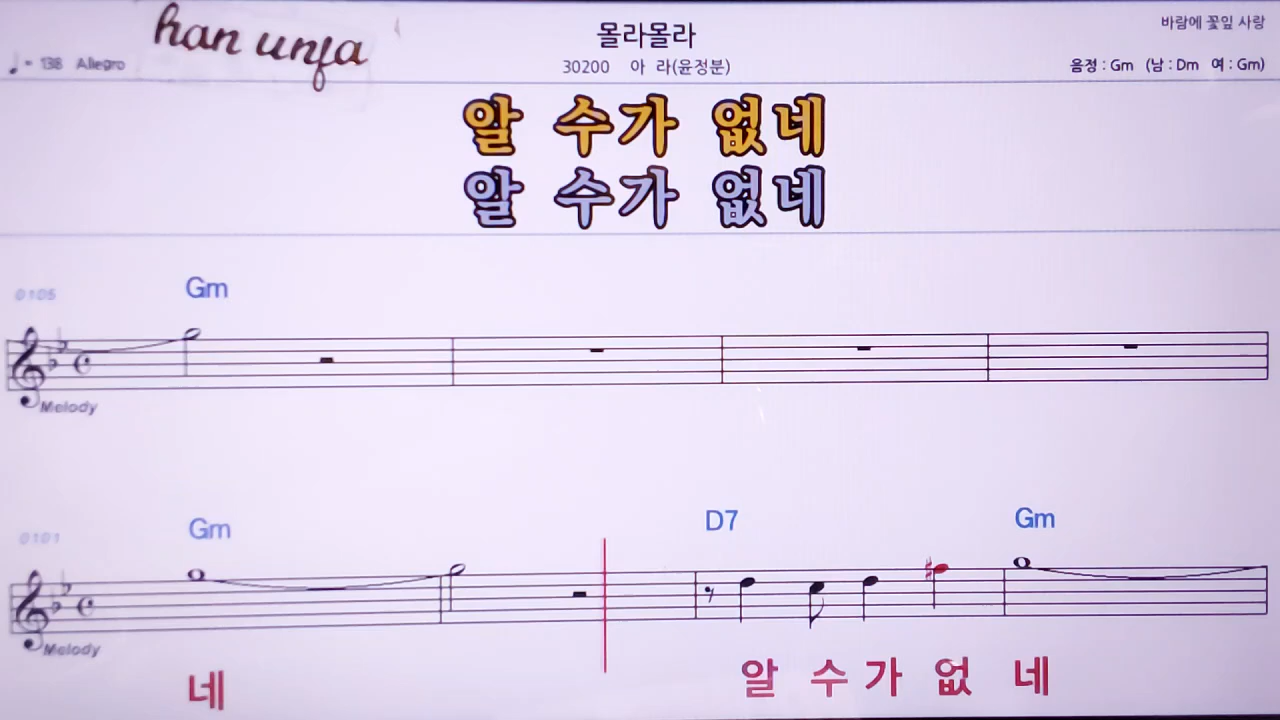 han unja
몰라몰라
바람에 꽃잎 사랑
♩ = 138 Allegro
30200 아 라(윤정분)
음정 : Gm (남 : Dm 여 : Gm)
알 수가 없네
알 수가 없네
0105
Gm
Melody
0101
Gm D7 Gm
Melody
네 알 수 가 없 네